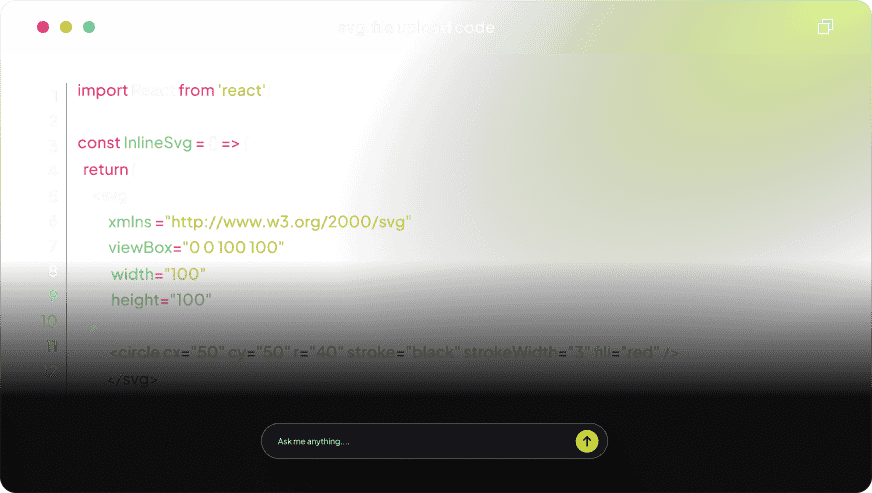 svg file upload code
1
import React from 'react'
2
3
const InlineSvg = () =>
4
return
5
<svg
6
xmlns ="http://www.w3.org/2000/svg"
7
viewBox="0 0 100 100"
8
width="100"
9
height="100"
10
>
11
<circle cx="50" cy="50" r="40" stroke="black" strokeWidth="3" fill="red" />
</svg>
Ask me anything....